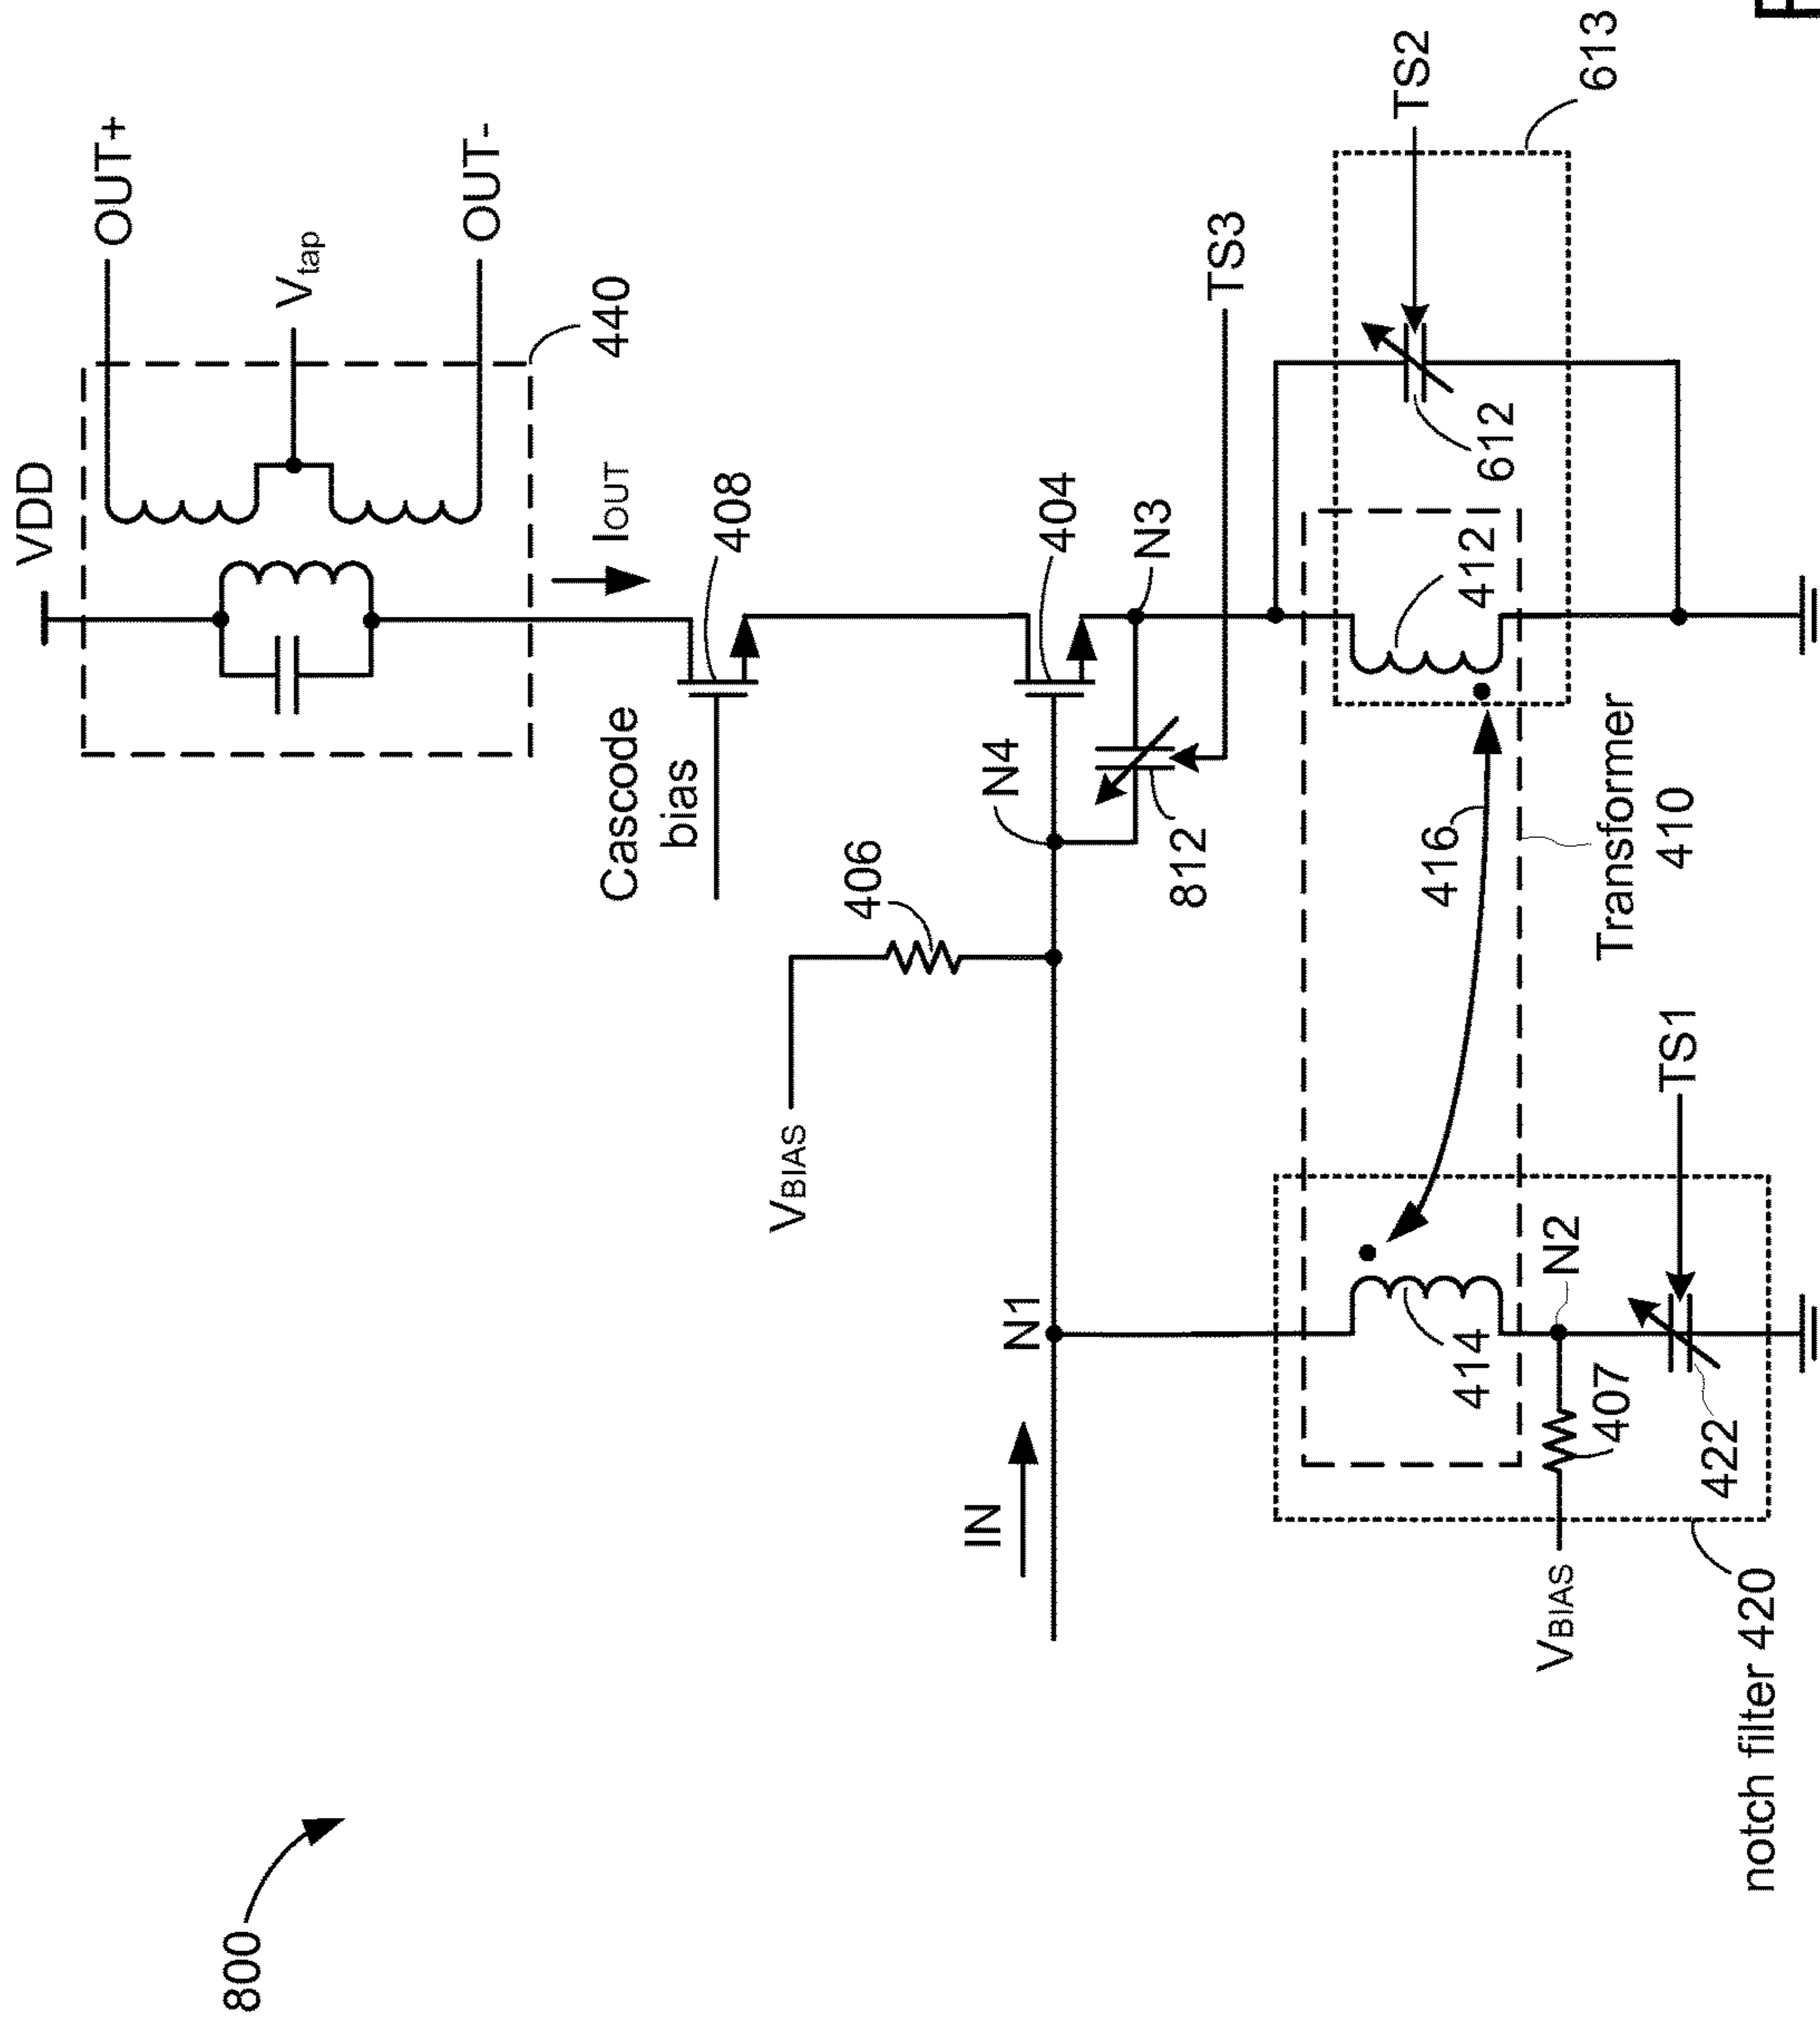 800
VDD
OUT+
Vtap
OUT-
440
IOUT
Cascode
bias
408
VBIAS
406
N4
404
N3
812
TS3
IN
N1
414
416
412
612
TS2
613
Transformer
410
VBIAS
407
N2
422
TS1
notch filter 420